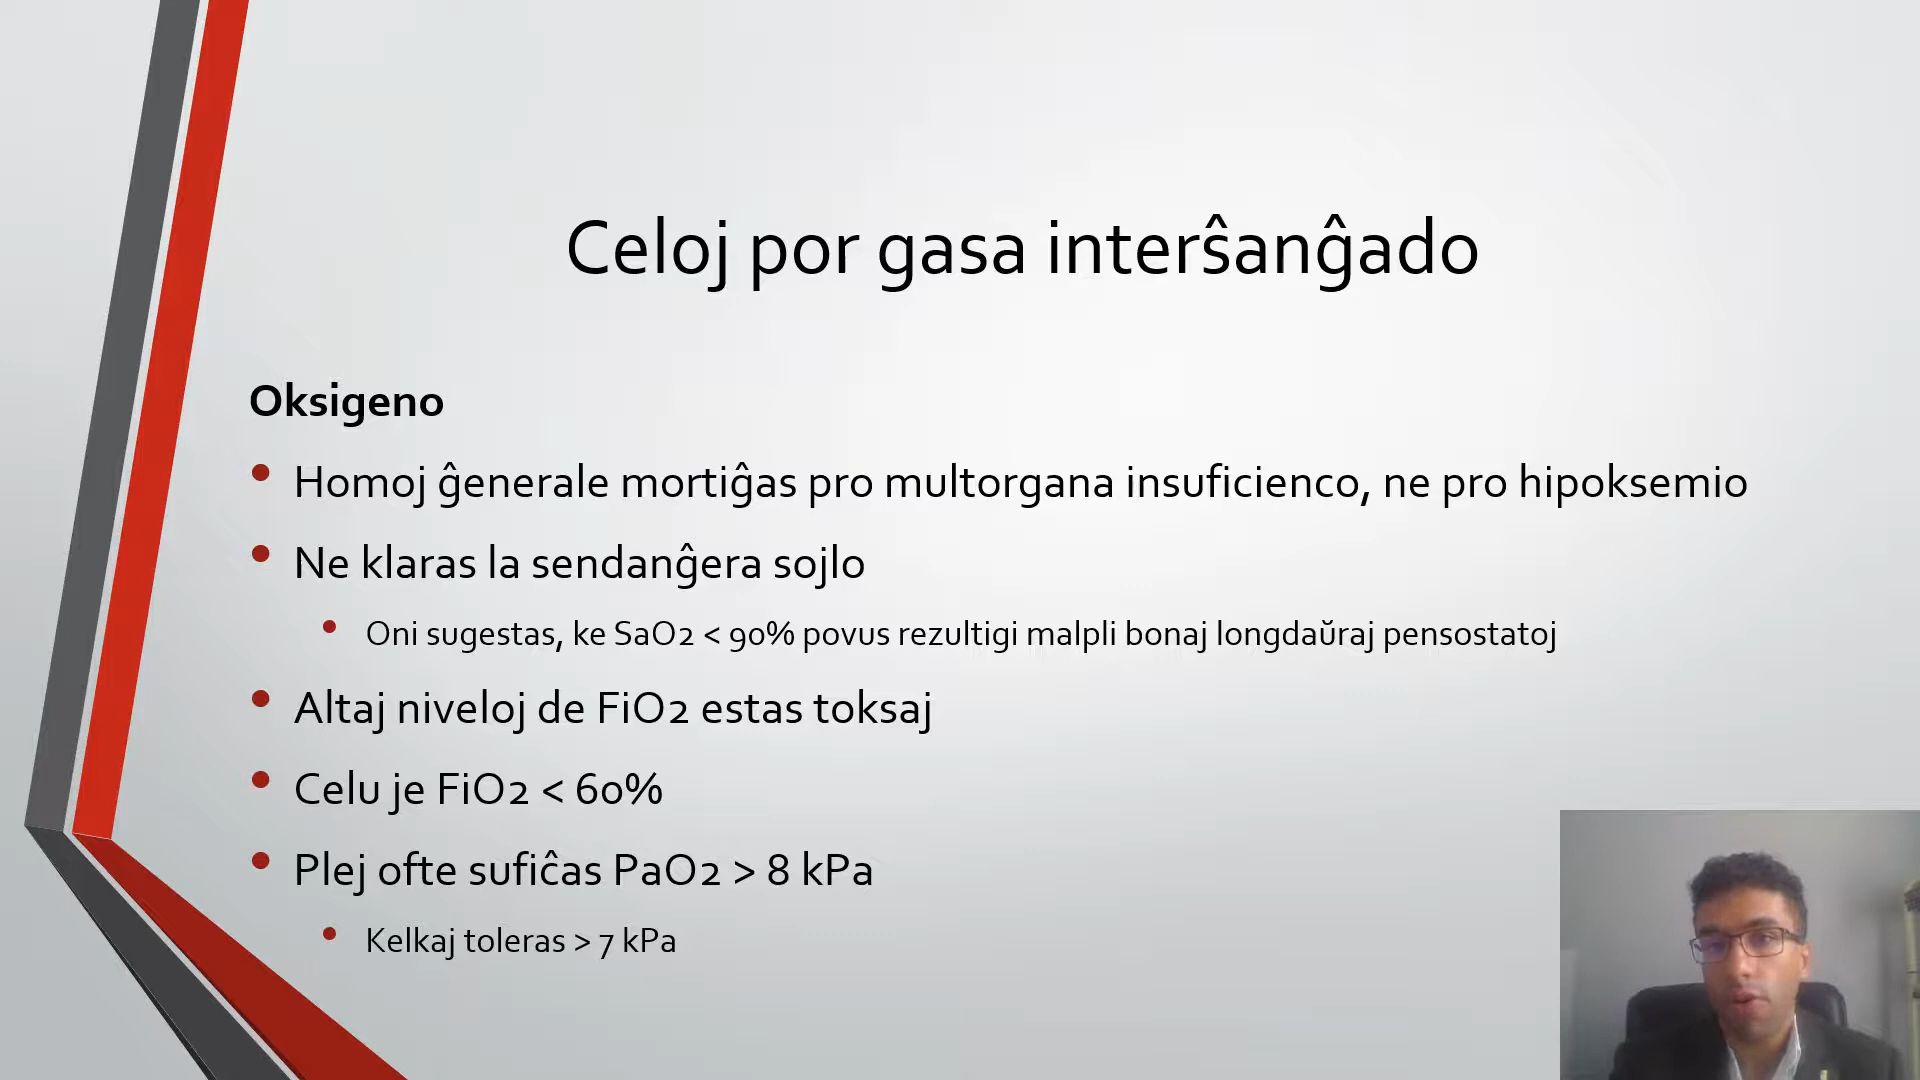 Celoj por gasa interŝanĝado
Oksigeno
Homoj ĝenerale mortiĝas pro multorgana insuficienco, ne pro hipoksemio
Ne klaras la sendanĝera sojlo
Oni sugestas, ke SaO2 < 90% povus rezultigi malpli bonaj longdaŭraj pensostatoj
Altaj niveloj de FiO2 estas toksaj
Celu je FiO2 < 60%
Plej ofte sufiĉas PaO2 > 8 kPa
Kelkaj toleras > 7 kPa